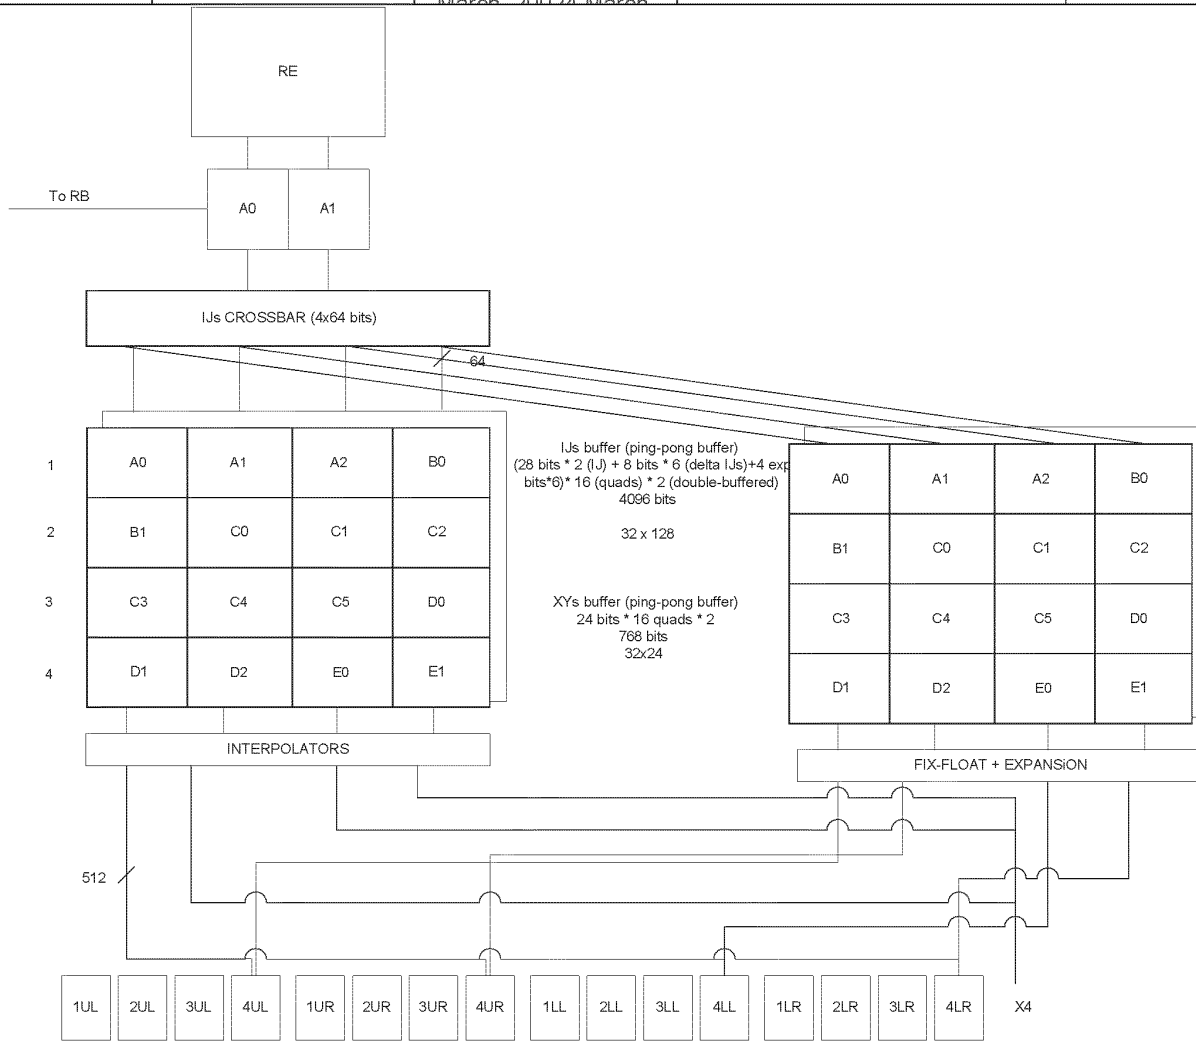 RE
To RB
A0 A1
IJs CROSSBAR (4x64 bits)
64
IJs buffer (ping-pong buffer)
(28 bits * 2 (IJ) + 8 bits * 6 (delta IJs)+4 exp
bits*6)* 16 (quads) * 2 (double-buffered)
4096 bits
32 x 128
XYs buffer (ping-pong buffer)
24 bits * 16 quads * 2
768 bits
32x24
1 A0 A1 A2 B0
2 B1 C0 C1 C2
3 C3 C4 C5 D0
4 D1 D2 E0 E1
A0 A1 A2 B0
B1 C0 C1 C2
C3 C4 C5 D0
D1 D2 E0 E1
INTERPOLATORS
FIX-FLOAT + EXPANSiON
512
1UL 2UL 3UL 4UL 1UR 2UR 3UR 4UR 1LL 2LL 3LL 4LL 1LR 2LR 3LR 4LR X4